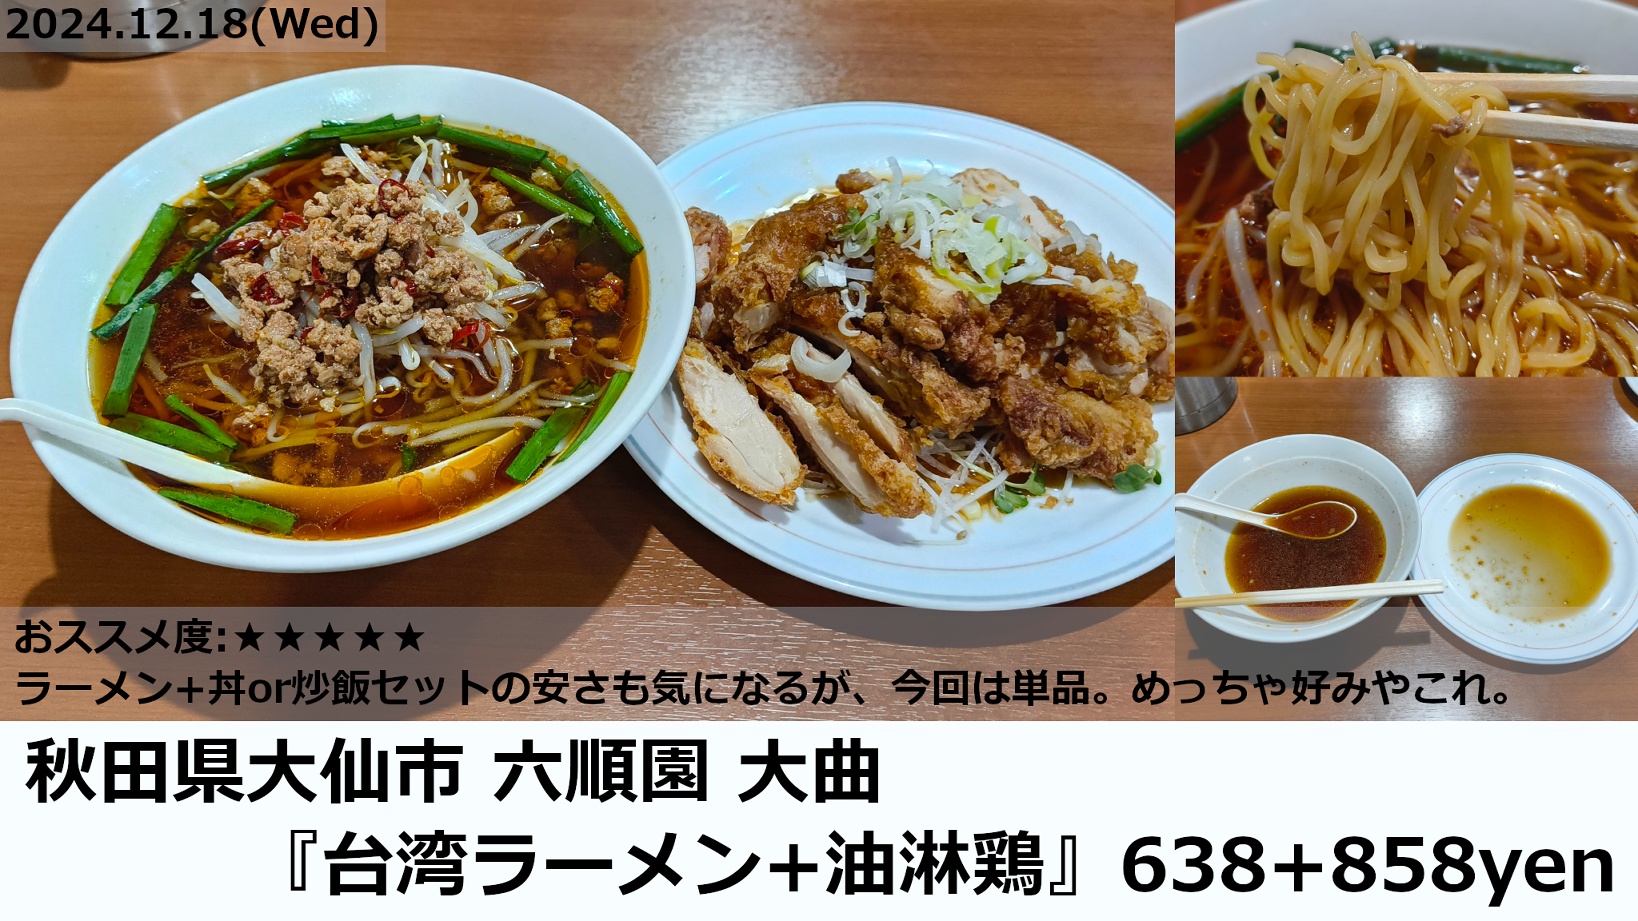 2024.12.18(Wed)
おススメ度:★★★★★
ラーメン+丼or炒飯セットの安さも気になるが、今回は単品。めっちゃ好みやこれ。
秋田県大仙市 六順園 大曲
『台湾ラーメン+油淋鶏』638+858yen